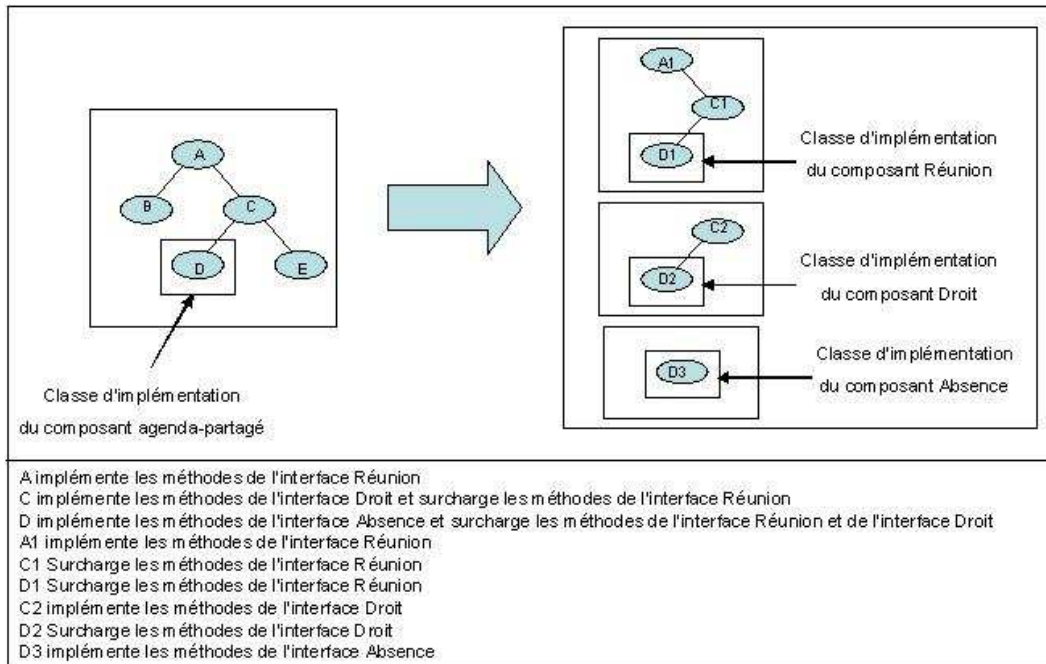 A
B
C
D
E
Classe d'implémentation
du composant agenda-partagé
A1
C1
D1
Classe d'implémentation
du composant Réunion
C2
D2
Classe d'implémentation
du composant Droit
D3
Classe d'implémentation
du composant Absence
A implémente les méthodes de l'interface Réunion
C implémente les méthodes de l'interface Droit et surcharge les méthodes de l'interface Réunion
D implémente les méthodes de l'interface Absence et surcharge les méthodes de l'interface Réunion et de l'interface Droit
A1 implémente les méthodes de l'interface Réunion
C1 Surcharge les méthodes de l'interface Réunion
D1 Surcharge les méthodes de l'interface Réunion
C2 implémente les méthodes de l'interface Droit
D2 Surcharge les méthodes de l'interface Droit
D3 implémente les méthodes de l'interface Absence